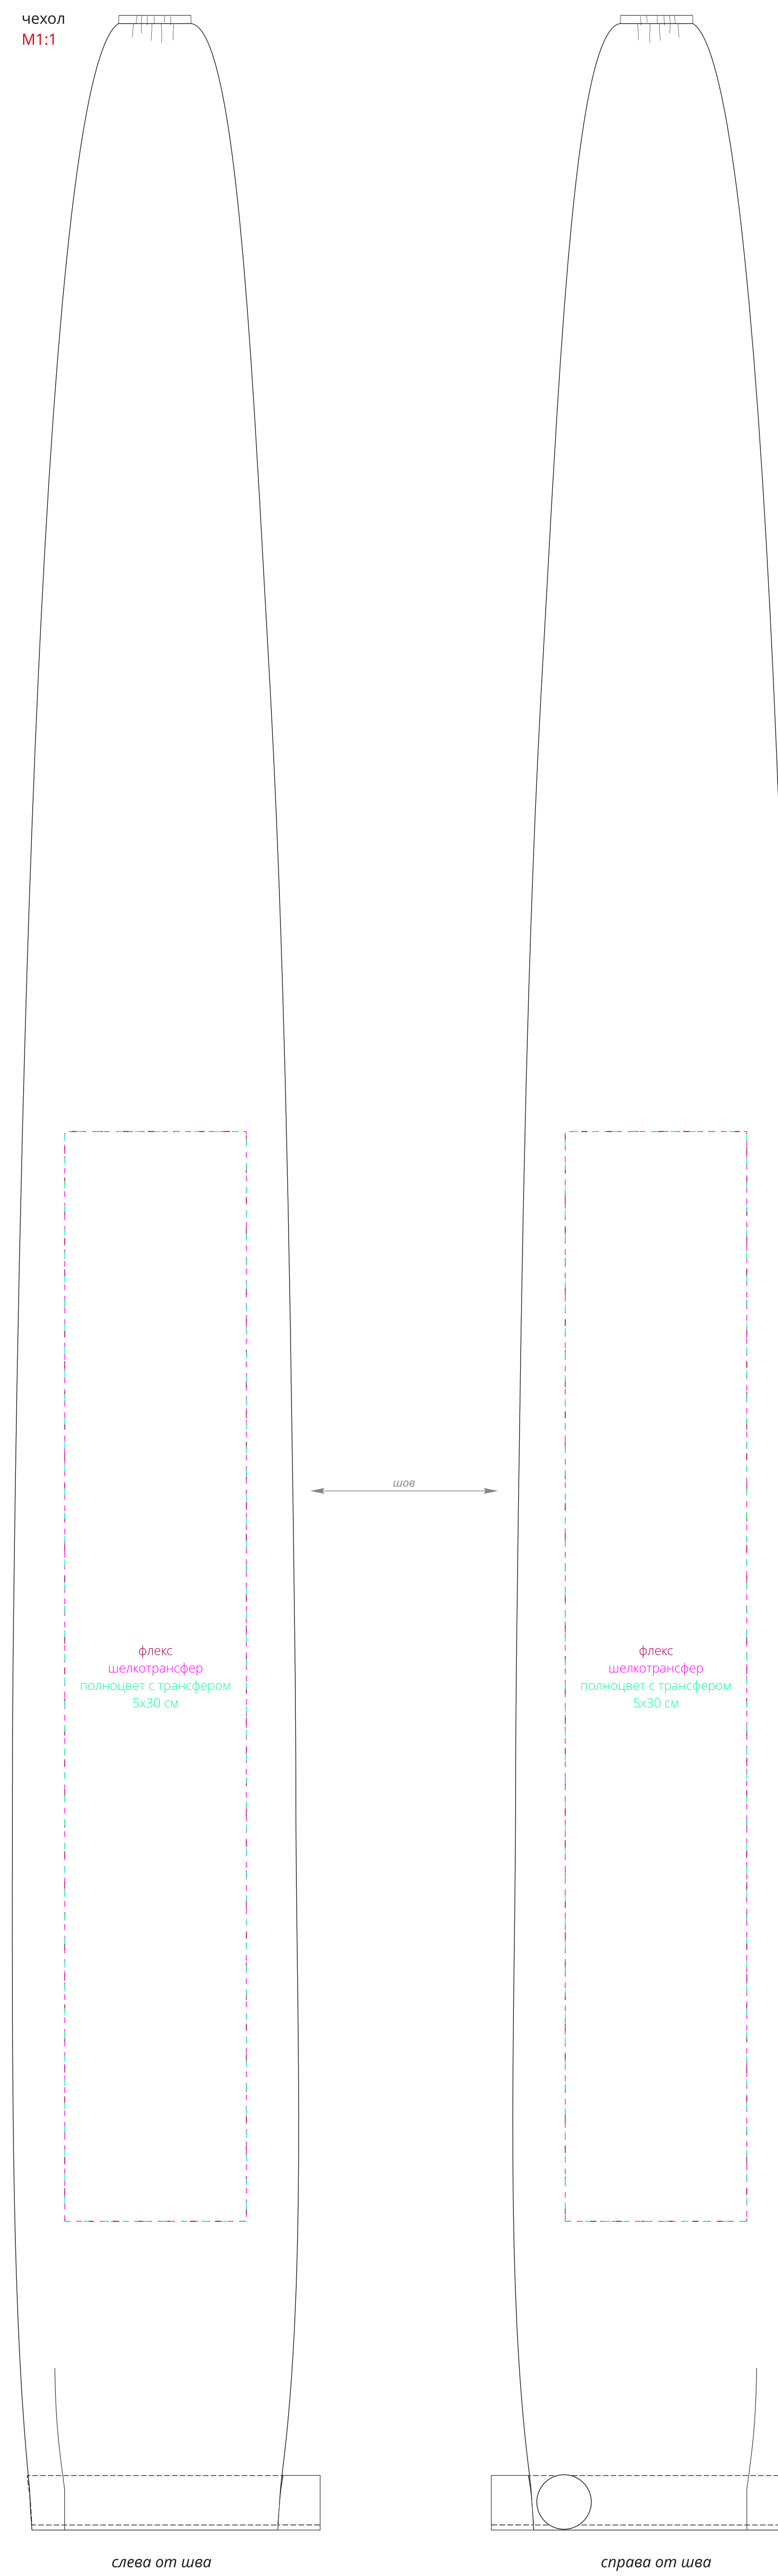 чехол
М1:1
шов
флекс
шелкотрансфер
полноцвет с трансфером
5х30 см
флекс
шелкотрансфер
полноцвет с трансфером
5х30 см
слева от шва
справа от шва